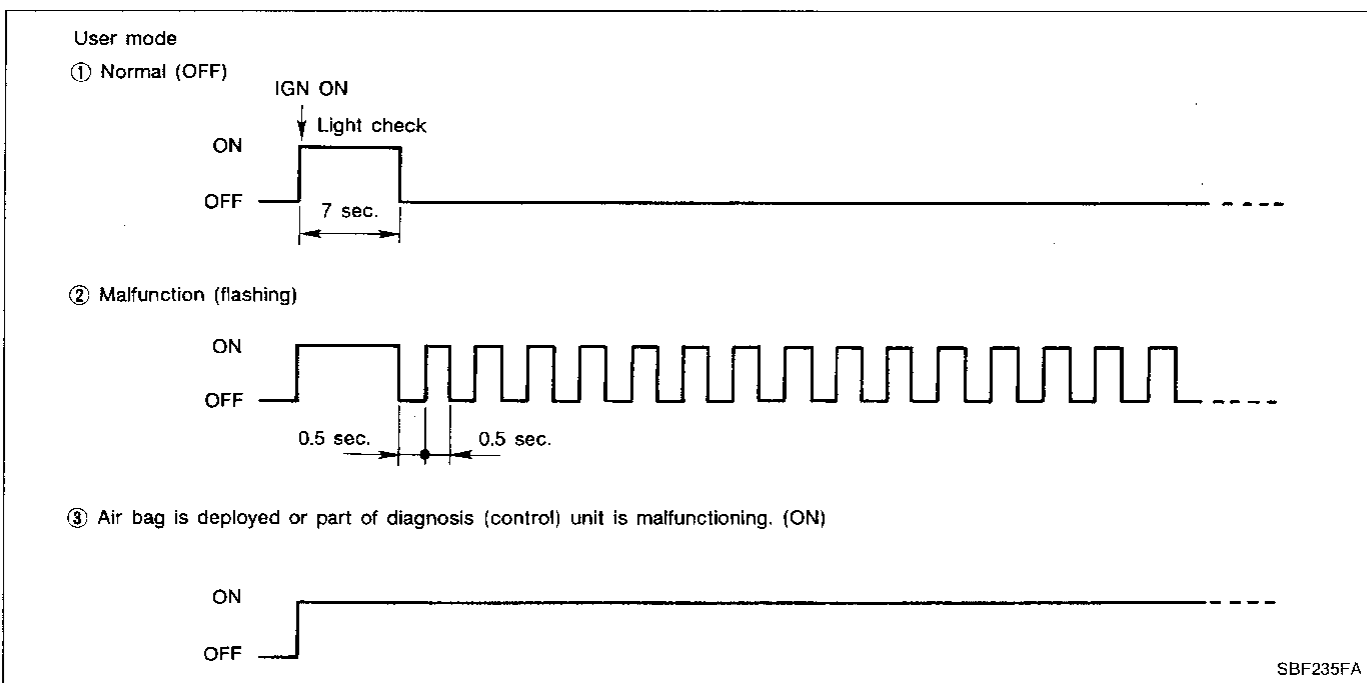 User mode
① Normal (OFF)
IGN ON
Light check
ON
OFF
7 sec.
② Malfunction (flashing)
ON
OFF
0.5 sec.
0.5 sec.
③ Air bag is deployed or part of diagnosis (control) unit is malfunctioning. (ON)
ON
OFF
SBF235FA